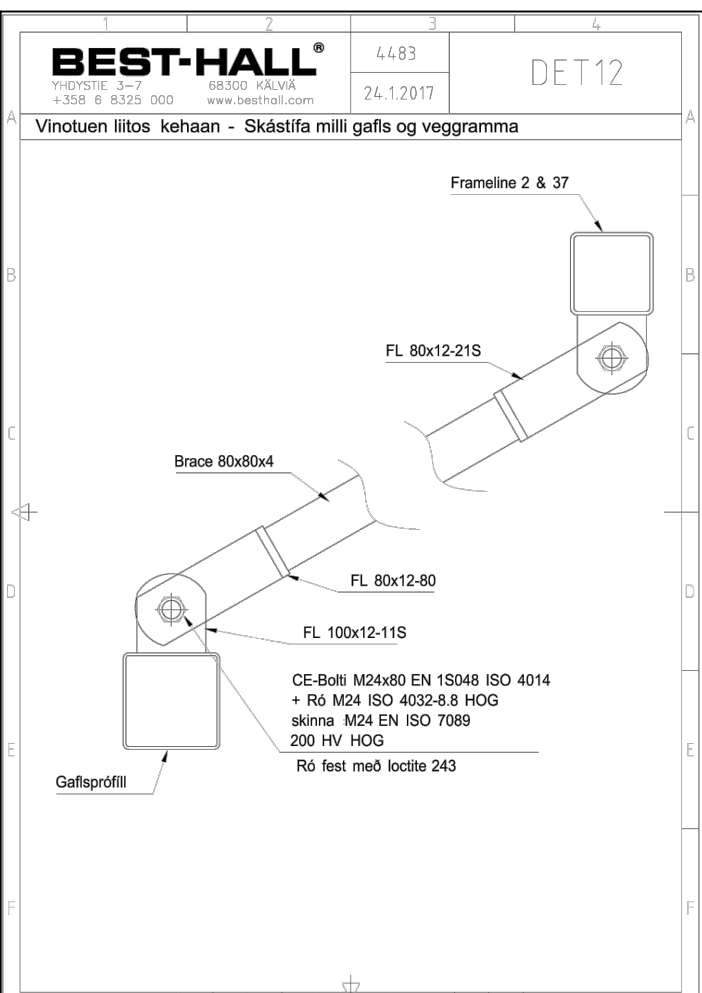 1 2 3 4
BEST-HALL®
YHDYSTIE 3-7 68300 KÄLVIÄ
+358 6 8325 000 www.besthall.com
4483
24.1.2017
DET12
A A
Vinotuen liitos kehaan - Skástífa milli gafls og veggramma
Frameline 2 & 37
B B
FL 80x12-21S
C C
Brace 80x80x4
FL 80x12-80
D D
FL 100x12-11S
CE-Bolti M24x80 EN 1S048 ISO 4014
+ Ró M24 ISO 4032-8.8 HOG
skinna M24 EN ISO 7089
200 HV HOG
E E
Ró fest með loctite 243
Gaflsprófíll
F F